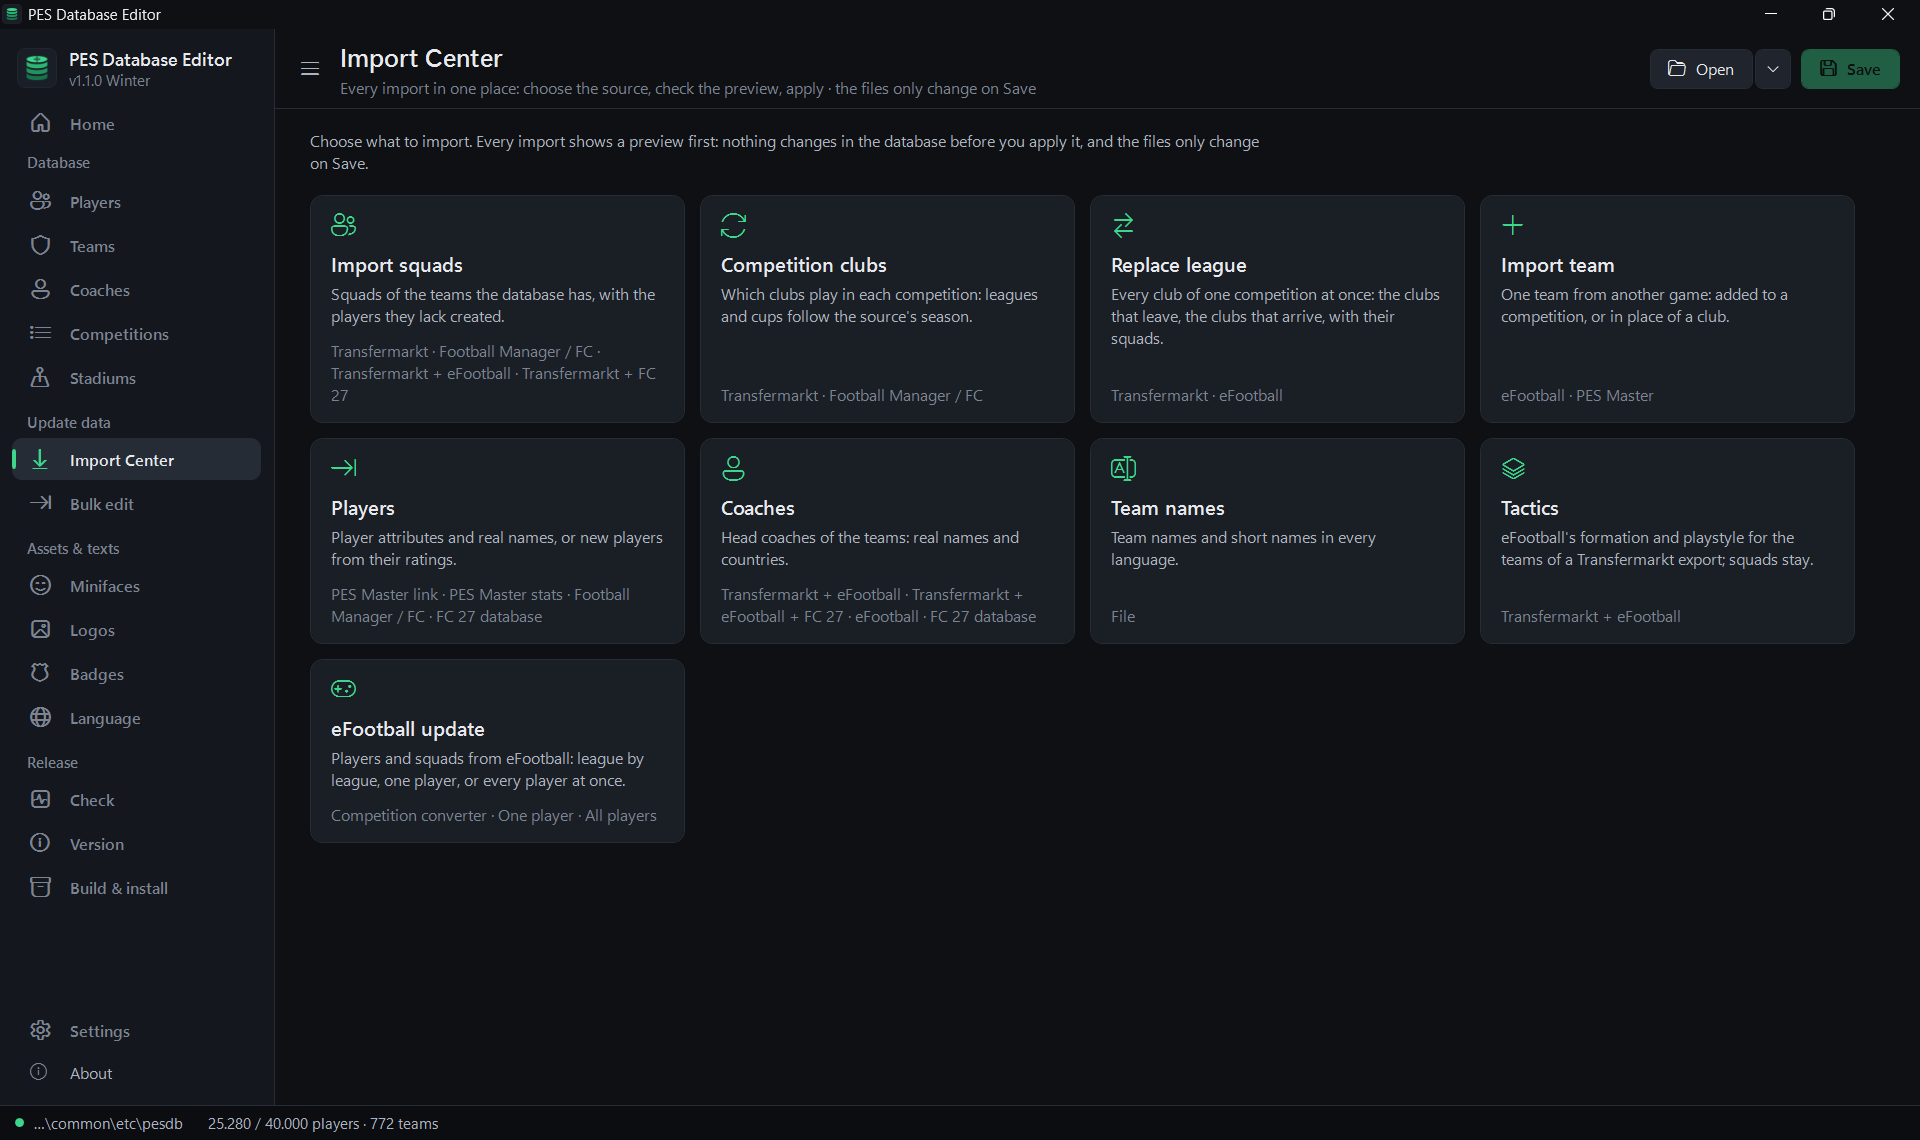 PES Database Editor
PES Database Editor
v1.1.0 Winter
Home
Database
Players
Teams
Coaches
Competitions
Stadiums
Update data
Import Center
Bulk edit
Assets & texts
Minifaces
Logos
Badges
Language
Release
Check
Version
Build & install
Settings
About
Import Center
Every import in one place: choose the source, check the preview, apply · the files only change on Save
Open
Save
Choose what to import. Every import shows a preview first: nothing changes in the database before you apply it, and the files only change
on Save.
Import squads
Squads of the teams the database has, with the
players they lack created.
Transfermarkt · Football Manager / FC ·
Transfermarkt + eFootball · Transfermarkt + FC
27
Competition clubs
Which clubs play in each competition: leagues
and cups follow the source's season.
Transfermarkt · Football Manager / FC
Replace league
Every club of one competition at once: the clubs
that leave, the clubs that arrive, with their
squads.
Transfermarkt · eFootball
Import team
One team from another game: added to a
competition, or in place of a club.
eFootball · PES Master
Players
Player attributes and real names, or new players
from their ratings.
PES Master link · PES Master stats · Football
Manager / FC · FC 27 database
Coaches
Head coaches of the teams: real names and
countries.
Transfermarkt + eFootball · Transfermarkt +
eFootball + FC 27 · eFootball · FC 27 database
Team names
Team names and short names in every
language.
File
Tactics
eFootball's formation and playstyle for the
teams of a Transfermarkt export; squads stay.
Transfermarkt + eFootball
eFootball update
Players and squads from eFootball: league by
league, one player, or every player at once.
Competition converter · One player · All players
...\common\etc\pesdb
25.280 / 40.000 players · 772 teams